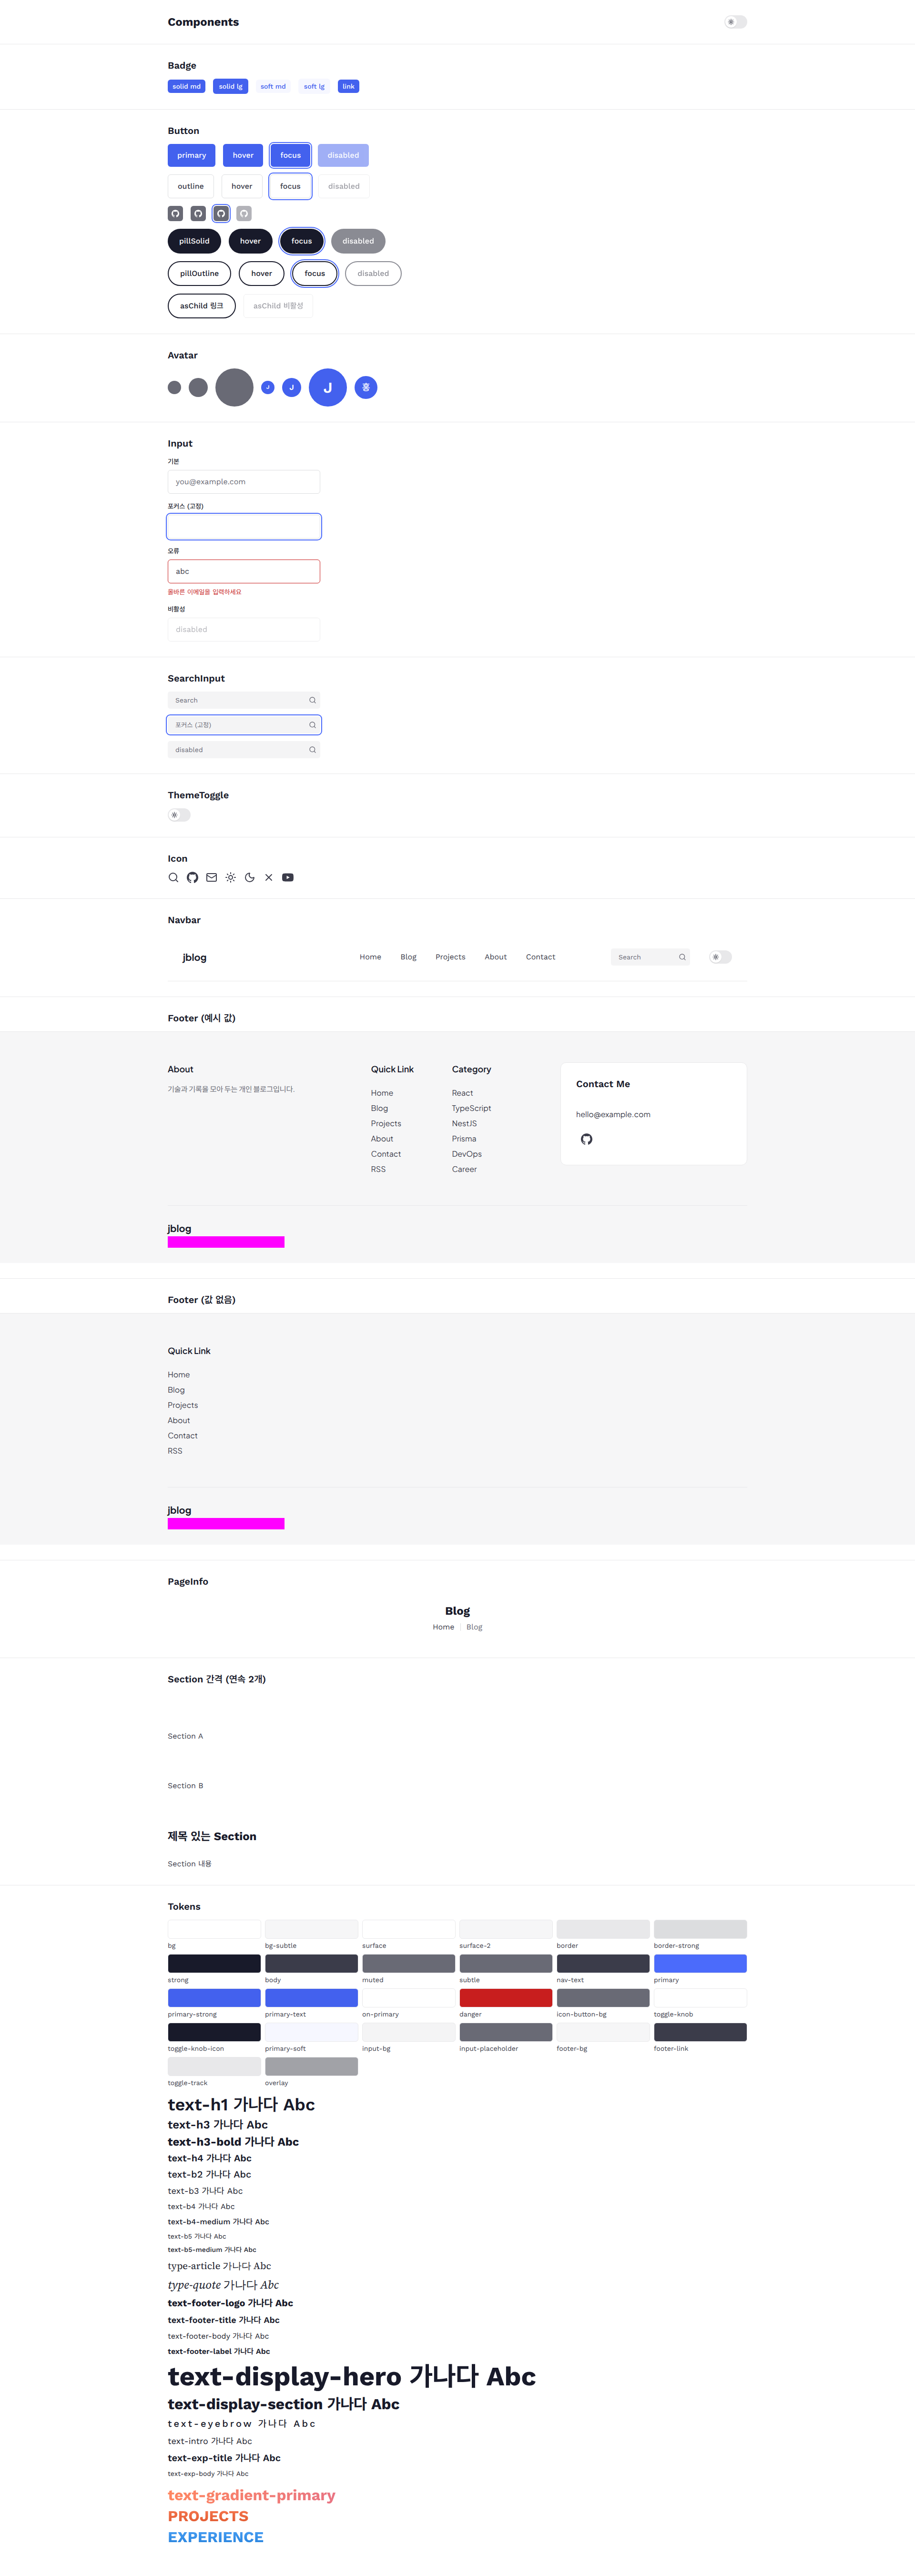 Components
Badge
solid md solid lg soft md soft lg link
Button
primary hover focus disabled
outline hover focus disabled
pillSolid hover focus disabled
pillOutline hover focus disabled
asChild 링크 asChild 비활성
Avatar
J J J 홍
Input
기본
you@example.com
포커스 (고정)
오류
abc
올바른 이메일을 입력하세요
비활성
disabled
SearchInput
Search
포커스 (고정)
disabled
ThemeToggle
Icon
Navbar
jblog Home Blog Projects About Contact Search
Footer (예시 값)
About Quick Link Category Contact Me
기술과 기록을 모아 두는 개인 블로그입니다.
Home React
Blog TypeScript hello@example.com
Projects NestJS
About Prisma
Contact DevOps
RSS Career
jblog
Footer (값 없음)
Quick Link
Home
Blog
Projects
About
Contact
RSS
jblog
PageInfo
Blog
Home Blog
Section 간격 (연속 2개)
Section A
Section B
제목 있는 Section
Section 내용
Tokens
bg bg-subtle surface surface-2 border border-strong
strong body muted subtle nav-text primary
primary-strong primary-text on-primary danger icon-button-bg toggle-knob
toggle-knob-icon primary-soft input-bg input-placeholder footer-bg footer-link
toggle-track overlay
text-h1 가나다 Abc
text-h3 가나다 Abc
text-h3-bold 가나다 Abc
text-h4 가나다 Abc
text-b2 가나다 Abc
text-b3 가나다 Abc
text-b4 가나다 Abc
text-b4-medium 가나다 Abc
text-b5 가나다 Abc
text-b5-medium 가나다 Abc
type-article 가나다 Abc
type-quote 가나다 Abc
text-footer-logo 가나다 Abc
text-footer-title 가나다 Abc
text-footer-body 가나다 Abc
text-footer-label 가나다 Abc
text-display-hero 가나다 Abc
text-display-section 가나다 Abc
text-eyebrow 가나다 Abc
text-intro 가나다 Abc
text-exp-title 가나다 Abc
text-exp-body 가나다 Abc
text-gradient-primary
PROJECTS
EXPERIENCE